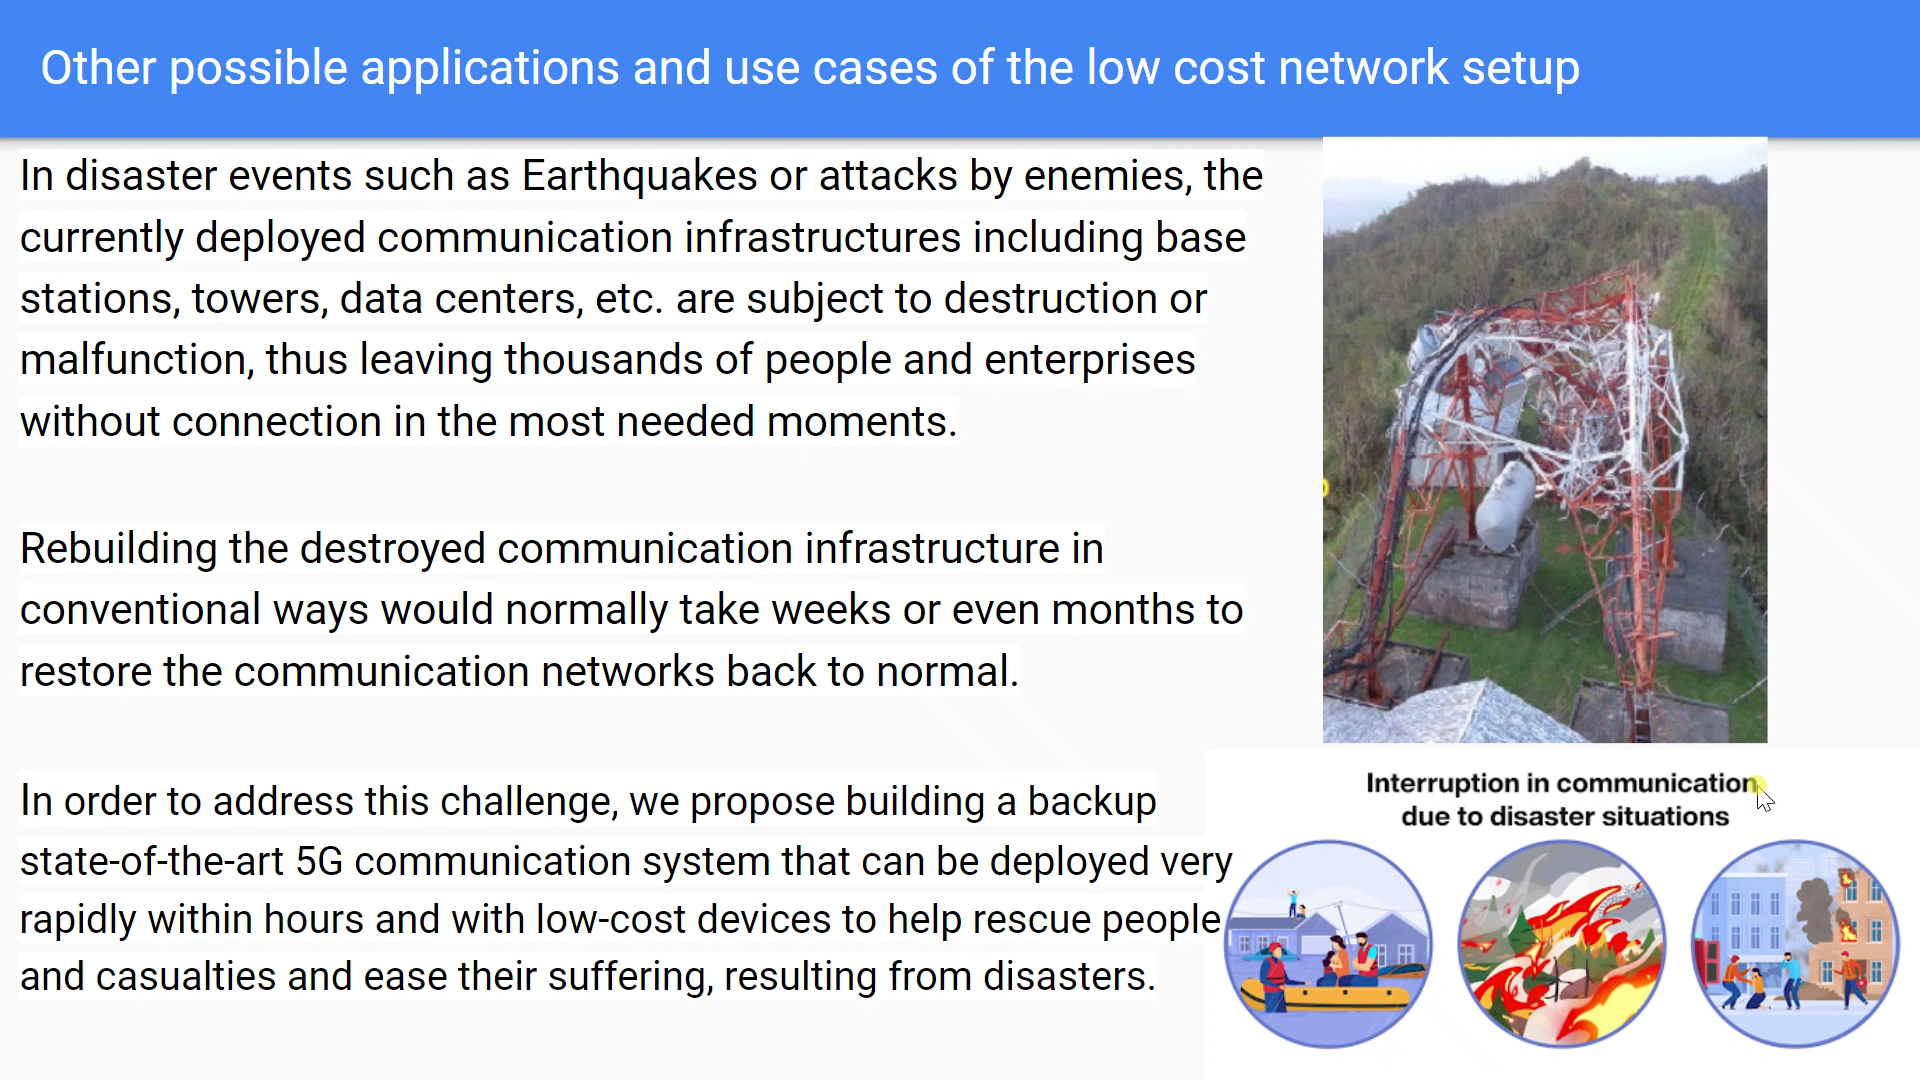 Other possible applications and use cases of the low cost network setup
In disaster events such as Earthquakes or attacks by enemies, the
currently deployed communication infrastructures including base
stations, towers, data centers, etc. are subject to destruction or
malfunction, thus leaving thousands of people and enterprises
without connection in the most needed moments.
Rebuilding the destroyed communication infrastructure in
conventional ways would normally take weeks or even months to
restore the communication networks back to normal.
In order to address this challenge, we propose building a backup
state-of-the-art 5G communication system that can be deployed very
rapidly within hours and with low-cost devices to help rescue people
and casualties and ease their suffering, resulting from disasters.
Interruption in communication
due to disaster situations